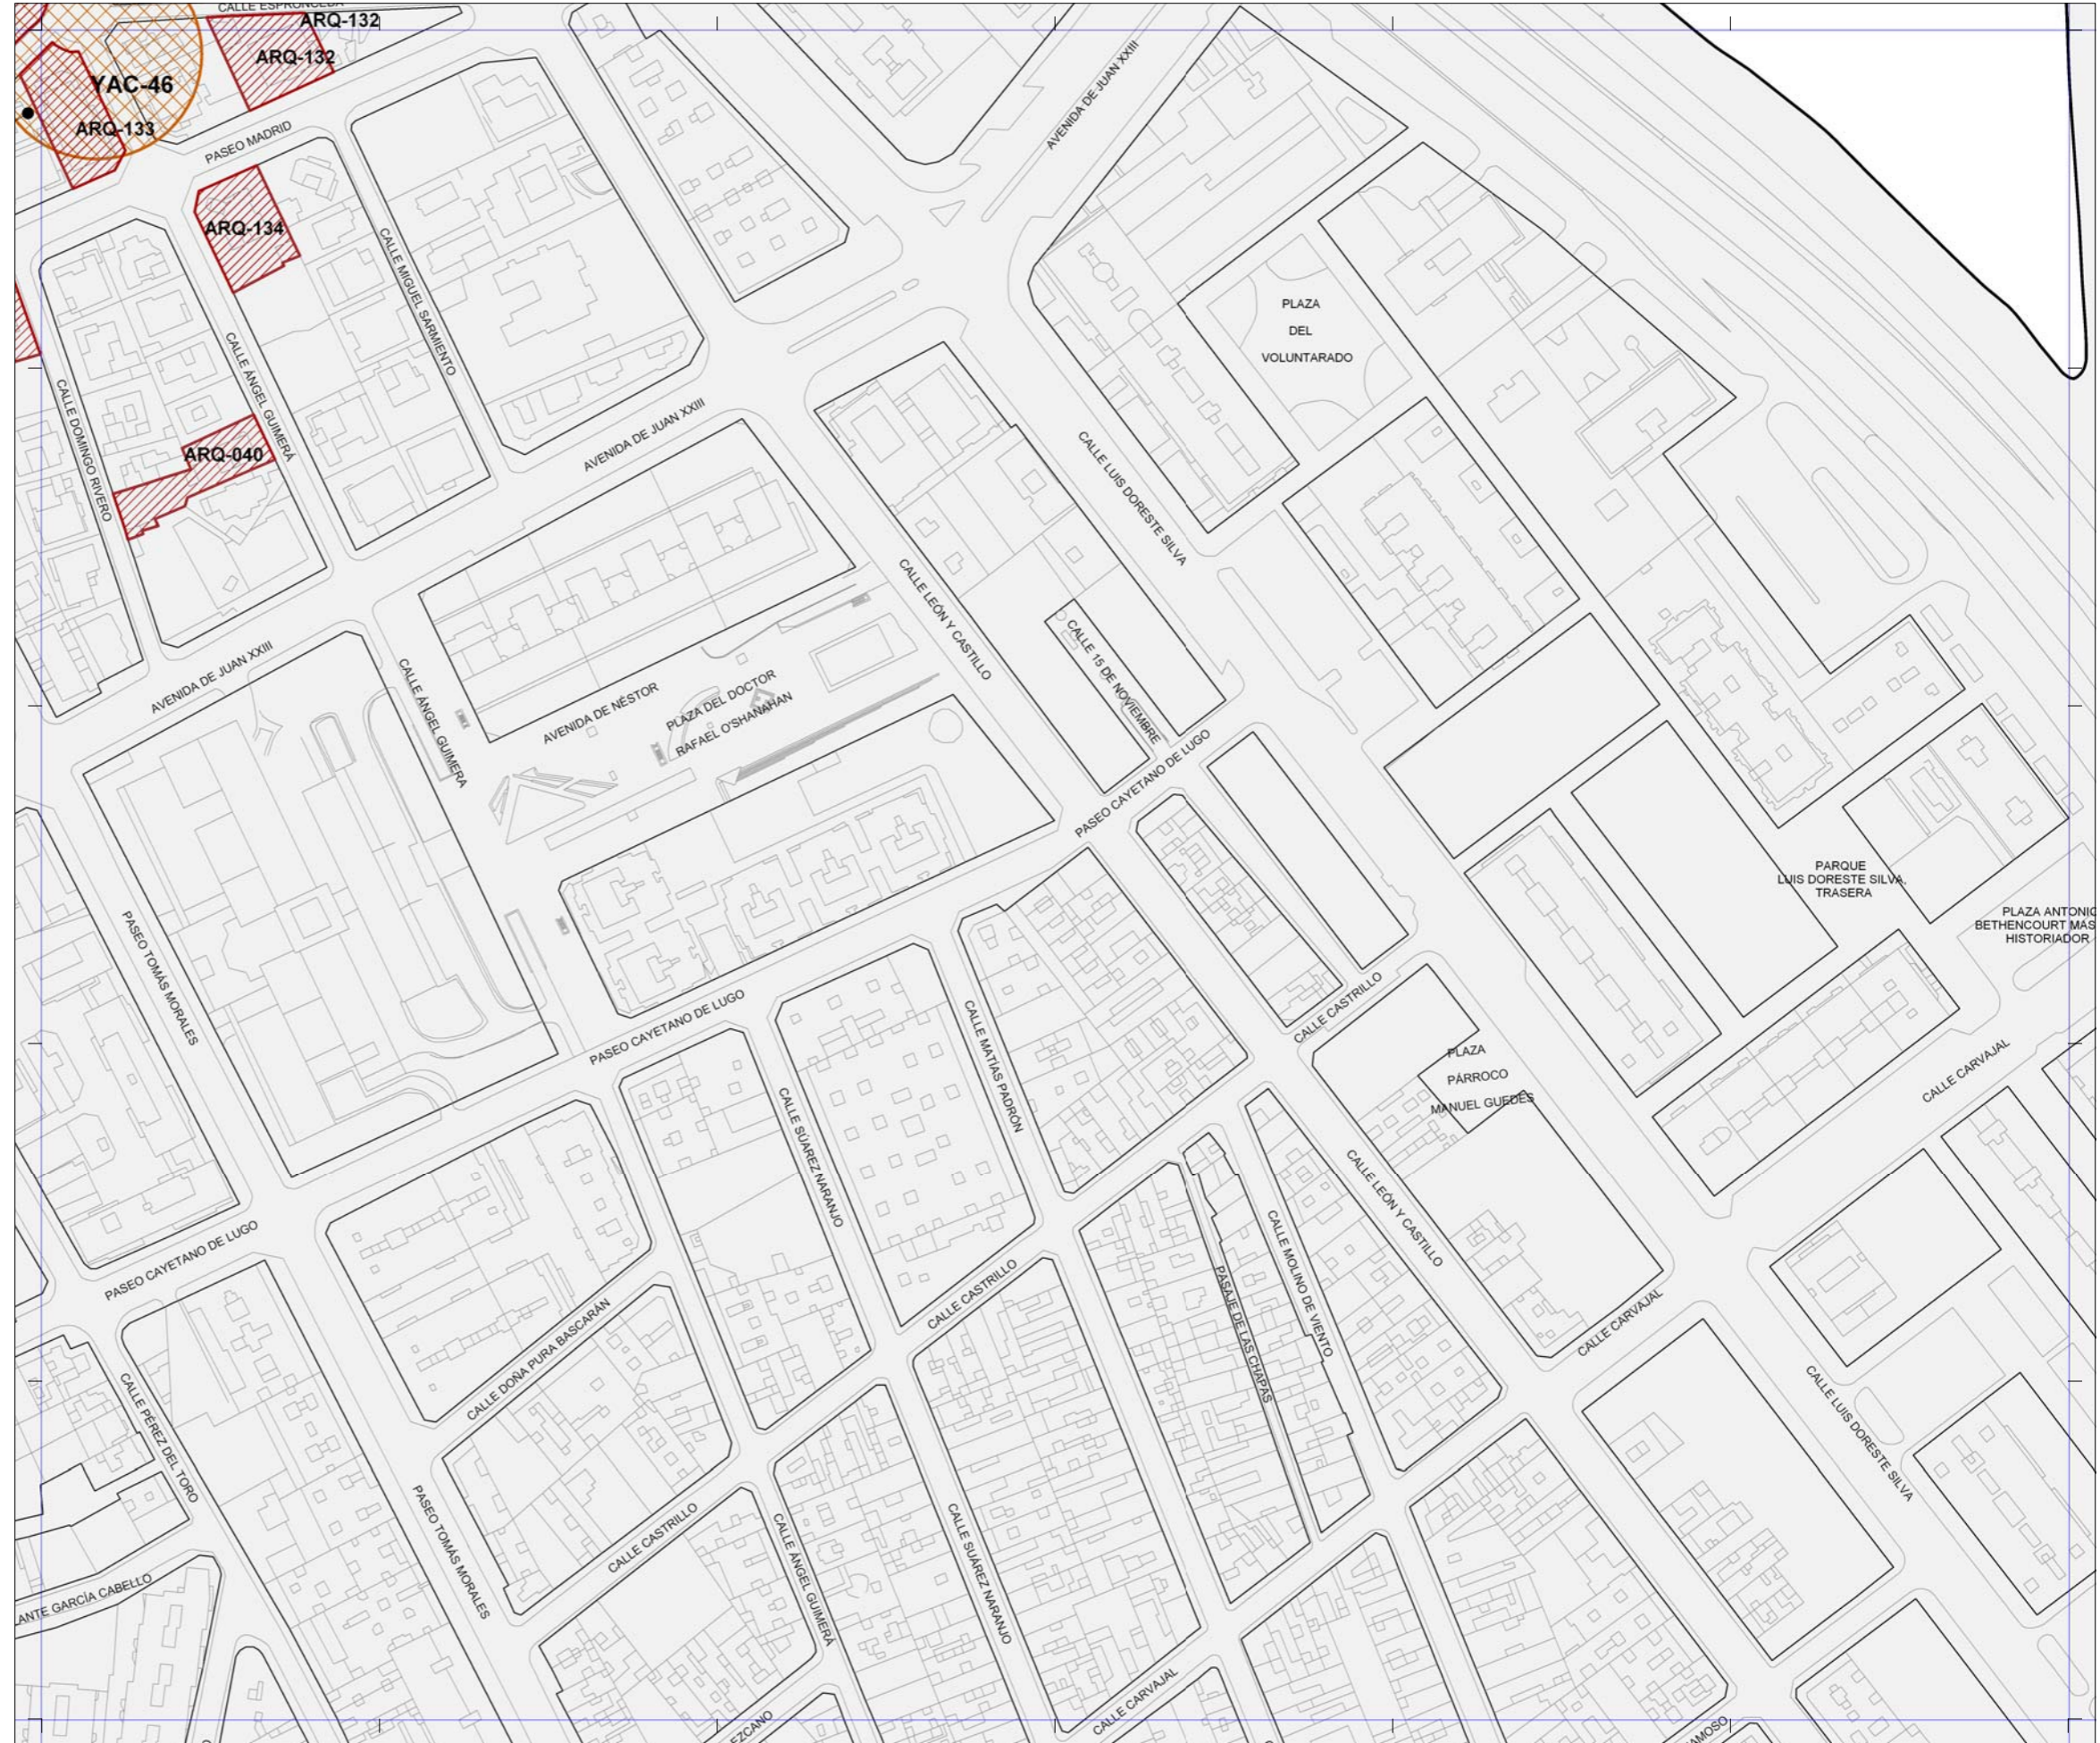 CALLE ESPRONCEDA
ARQ-132
ARQ-132
YAC-46
ARQ-133
PASEO MADRID
AVENIDA DE JUAN XXIII
ARQ-134
CALLE MIGUEL SARMIENTO
PLAZA
DEL
VOLUNTARADO
CALLE ÁNGEL GUIMERÁ
CALLE DOMINGO RIVERO
AVENIDA DE JUAN XXIII
ARQ-040
CALLE LUIS DORESTE SILVA
CALLE LEÓN Y CASTILLO
CALLE 15 DE NOVIEMBRE
AVENIDA DE JUAN XXIII
CALLE ÁNGEL GUIMERA
AVENIDA DE NÉSTOR
PLAZA DEL DOCTOR
RAFAEL O'SHANAHAN
PASEO CAYETANO DE LUGO
PARQUE
LUIS DORESTE SILVA,
TRASERA
PLAZA ANTONIO
BETHENCOURT MAS
HISTORIADOR
PASEO TOMÁS MORALES
PASEO CAYETANO DE LUGO
CALLE MATÍAS PADRÓN
CALLE CASTRILLO
PLAZA
PÁRROCO
MANUEL GUEDES
CALLE CARVAJAL
CALLE SÚAREZ NARANJO
CALLE LEÓN Y CASTILLO
PASEO CAYETANO DE LUGO
CALLE MOLINO DE VIENTO
PASAJE DE LAS CHAPAS
CALLE CASTRILLO
CALLE DOÑA PURA BASCARÁN
CALLE CARVAJAL
CALLE PÉREZ DEL TORO
CALLE LUIS DORESTE SILVA
PASEO TOMÁS MORALES
CALLE CASTRILLO
CALLE ÁNGEL GUIMERÁ
CALLE SUÁREZ NARANJO
ANTE GARCÍA CABELLO
CALLE CARVAJAL
EZCANO
AMOSO